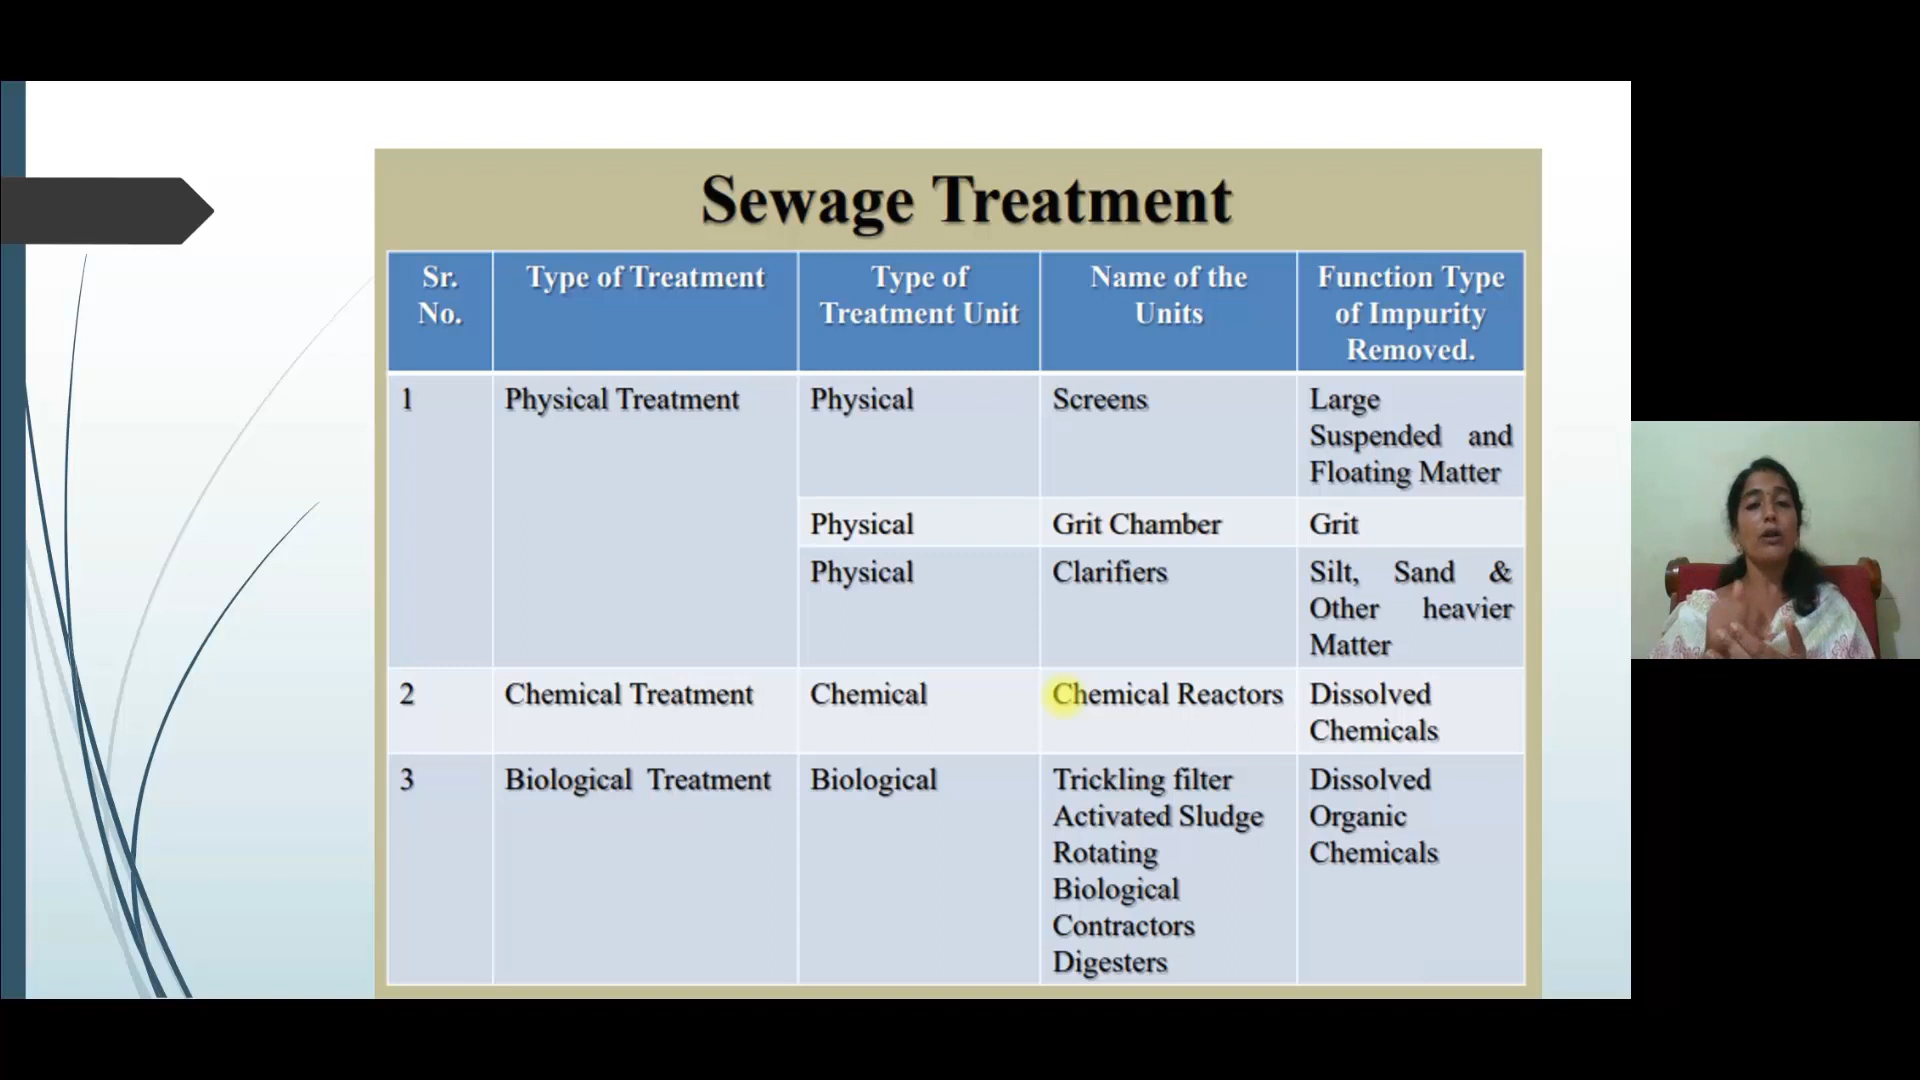 Sewage Treatment
Sr.
No.
Type of Treatment
Type of
Treatment Unit
Name of the
Units
Function Type
of Impurity
Removed.
1
Physical Treatment
Physical
Screens
Large
Suspended and
Floating Matter
Physical
Grit Chamber
Grit
Physical
Clarifiers
Silt, Sand &
Other heavier
Matter
2
Chemical Treatment
Chemical
Chemical Reactors
Dissolved
Chemicals
3
Biological Treatment
Biological
Trickling filter
Activated Sludge
Rotating
Biological
Contractors
Digesters
Dissolved
Organic
Chemicals